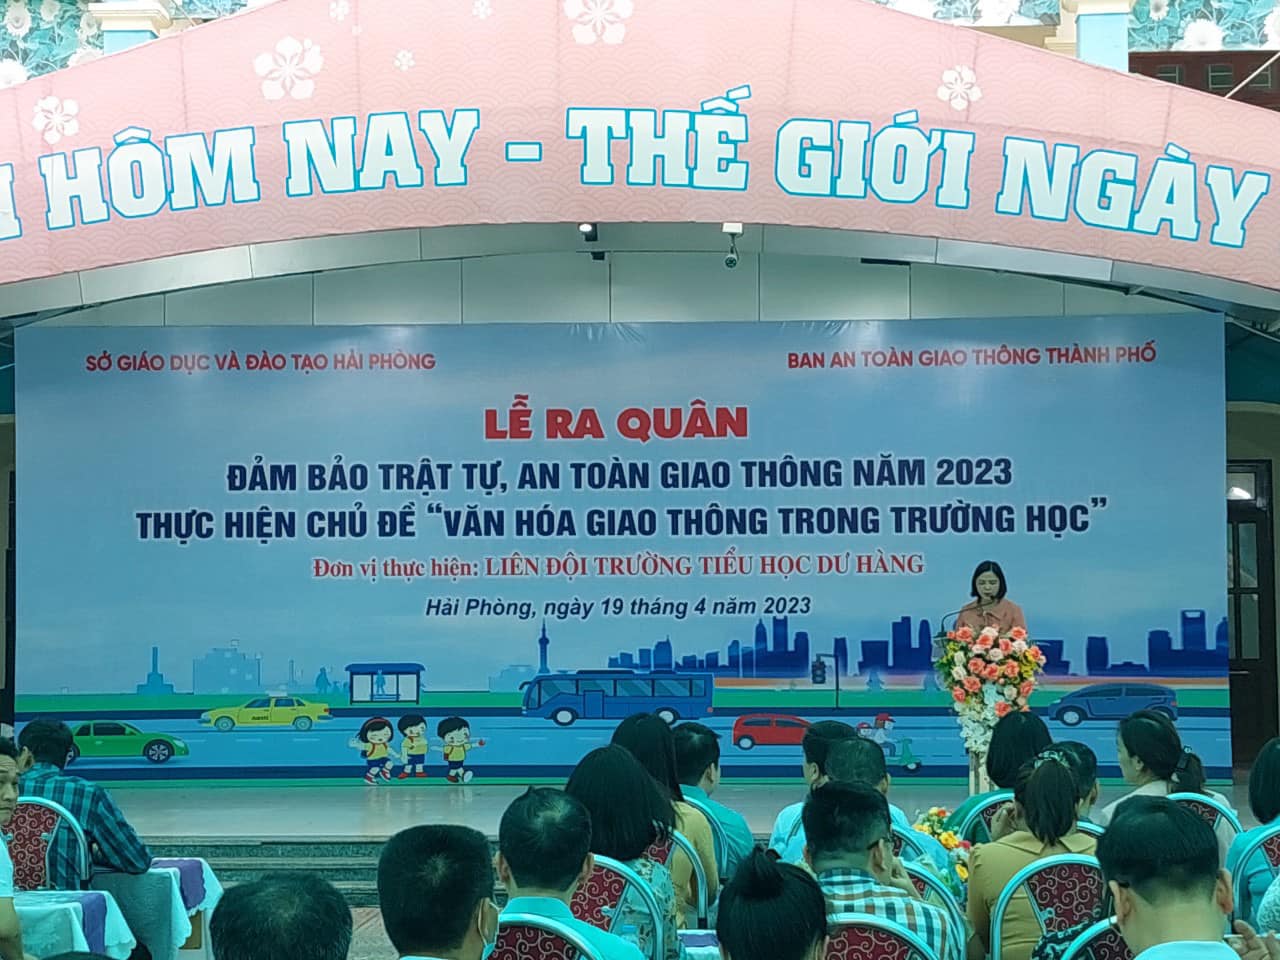 HÔM NAY - THẾ GIỚI NGÀY
SỞ GIÁO DỤC VÀ ĐÀO TẠO HẢI PHÒNG
BAN AN TOÀN GIAO THÔNG THÀNH PHỐ
LỄ RA QUÂN
ĐẢM BẢO TRẬT TỰ, AN TOÀN GIAO THÔNG NĂM 2023
THỰC HIỆN CHỦ ĐỀ “VĂN HÓA GIAO THÔNG TRONG TRƯỜNG HỌC”
Đơn vị thực hiện: LIÊN ĐỘI TRƯỜNG TIỂU HỌC DƯ HÀNG
Hải Phòng, ngày 19 tháng 4 năm 2023